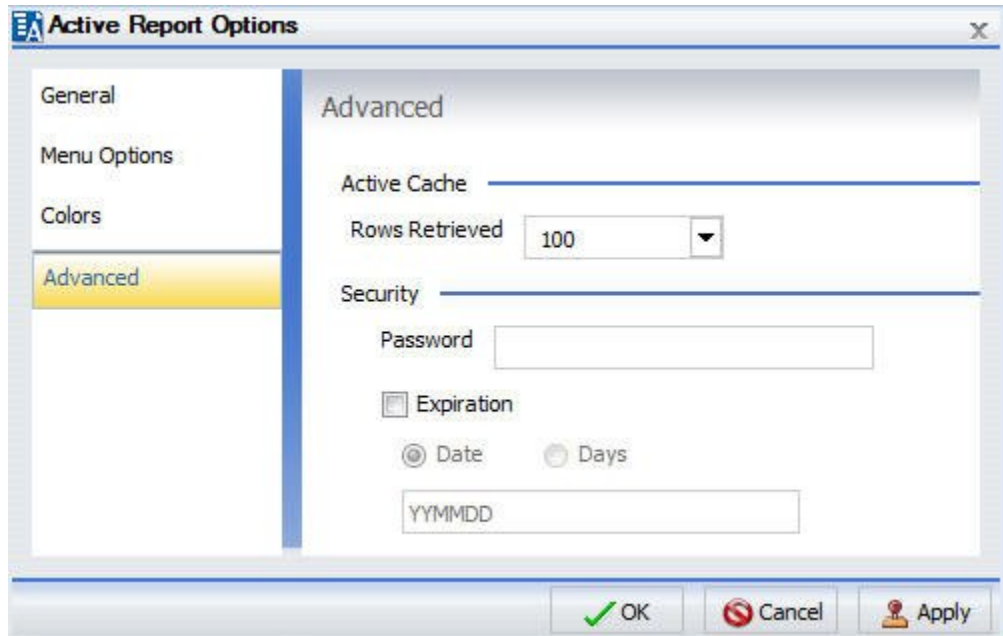 Active Report Options
General
Menu Options
Colors
Advanced
Advanced
Active Cache
Rows Retrieved 100
Security
Password
Expiration
Date Days
YYMMDD
OK Cancel Apply